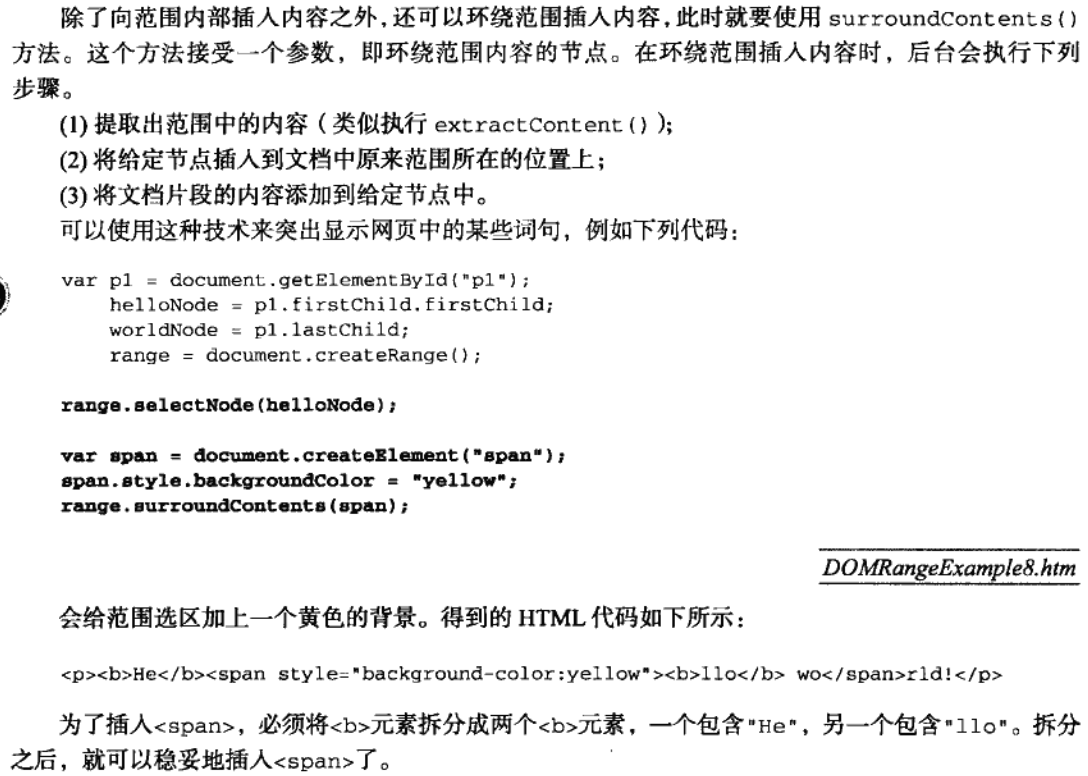 除了向范围内部插入内容之外,还可以环绕范围插入内容,此时就要使用 surroundContents()
方法。这个方法接受一个参数，即环绕范围内容的节点。在环绕范围插入内容时，后台会执行下列
步骤。
(1) 提取出范围中的内容（类似执行 extractContent()）;
(2) 将给定节点插入到文档中原来范围所在的位置上；
(3) 将文档片段的内容添加到给定节点中。
可以使用这种技术来突出显示网页中的某些词句，例如下列代码：
var p1 = document.getElementById("p1");
    helloNode = p1.firstChild.firstChild;
    worldNode = p1.lastChild;
    range = document.createRange();
range.selectNode(helloNode);
var span = document.createElement("span");
span.style.backgroundColor = "yellow";
range.surroundContents(span);
DOMRangeExample8.htm
会给范围选区加上一个黄色的背景。得到的 HTML 代码如下所示：
<p><b>He</b><span style="background-color:yellow"><b>llo</b> wo</span>rld!</p>
为了插入<span>，必须将<b>元素拆分成两个<b>元素，一个包含"He"，另一个包含"llo"。拆分
之后，就可以稳妥地插入<span>了。